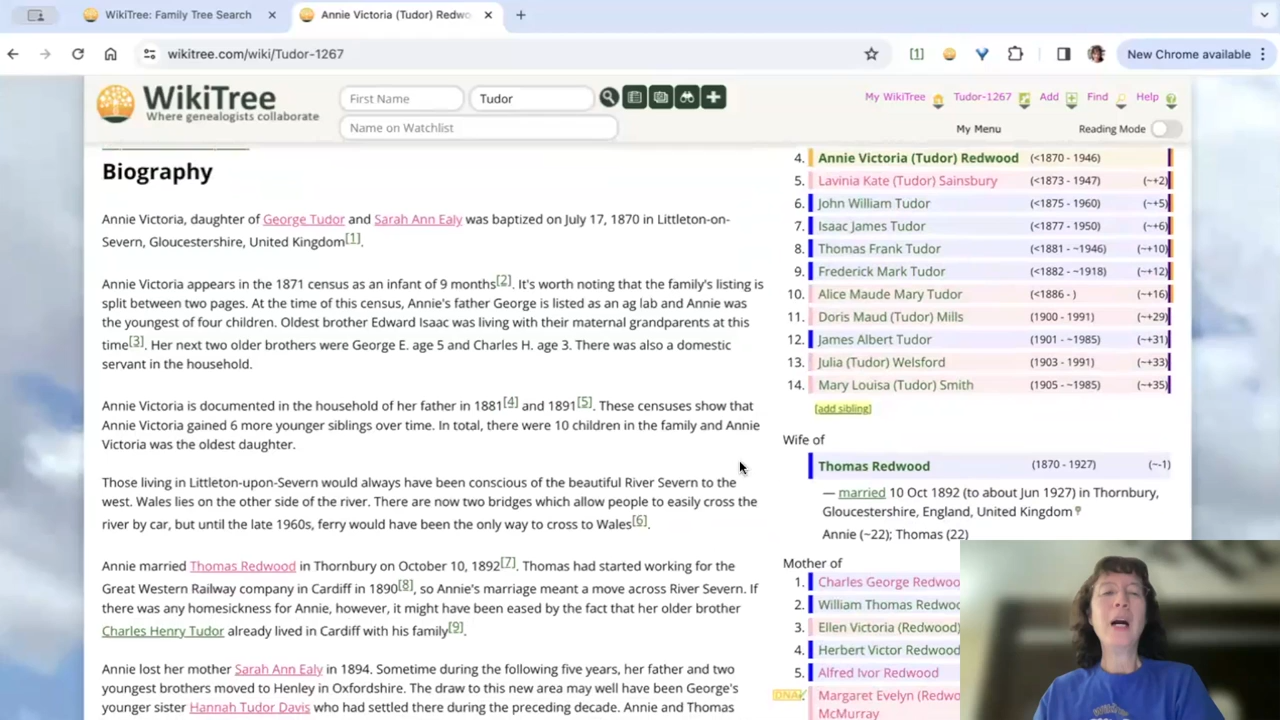 WikiTree: Family Tree Search
Annie Victoria (Tudor) Redwo
wikitree.com/wiki/Tudor-1267
[1]
New Chrome available
WikiTree
Where genealogists collaborate
First Name
Tudor
Name on Watchlist
My WikiTree
Tudor-1267
Add
Find
Help
My Menu
Reading Mode
Biography
Annie Victoria, daughter of George Tudor and Sarah Ann Ealy was baptized on July 17, 1870 in Littleton-on-
Severn, Gloucestershire, United Kingdom[1].
Annie Victoria appears in the 1871 census as an infant of 9 months[2]. It's worth noting that the family's listing is
split between two pages. At the time of this census, Annie's father George is listed as an ag lab and Annie was
the youngest of four children. Oldest brother Edward Isaac was living with their maternal grandparents at this
time[3]. Her next two older brothers were George E. age 5 and Charles H. age 3. There was also a domestic
servant in the household.
Annie Victoria is documented in the household of her father in 1881[4] and 1891[5]. These censuses show that
Annie Victoria gained 6 more younger siblings over time. In total, there were 10 children in the family and Annie
Victoria was the oldest daughter.
Those living in Littleton-upon-Severn would always have been conscious of the beautiful River Severn to the
west. Wales lies on the other side of the river. There are now two bridges which allow people to easily cross the
river by car, but until the late 1960s, ferry would have been the only way to cross to Wales[6].
Annie married Thomas Redwood in Thornbury on October 10, 1892[7]. Thomas had started working for the
Great Western Railway company in Cardiff in 1890[8], so Annie's marriage meant a move across River Severn. If
there was any homesickness for Annie, however, it might have been eased by the fact that her older brother
Charles Henry Tudor already lived in Cardiff with his family[9].
Annie lost her mother Sarah Ann Ealy in 1894. Sometime during the following five years, her father and two
youngest brothers moved to Henley in Oxfordshire. The draw to this new area may well have been George's
younger sister Hannah Tudor Davis who had settled there during the preceding decade. Annie and Thomas
4. Annie Victoria (Tudor) Redwood (<1870 - 1946)
5. Lavinia Kate (Tudor) Sainsbury (<1873 - 1947) (~+2)
6. John William Tudor (<1875 - 1960) (~+5)
7. Isaac James Tudor (<1877 - 1950) (~+6)
8. Thomas Frank Tudor (<1881 - ~1946) (~+10)
9. Frederick Mark Tudor (<1882 - ~1918) (~+12)
10. Alice Maude Mary Tudor (<1886 - ) (~+16)
11. Doris Maud (Tudor) Mills (1900 - 1991) (~+29)
12. James Albert Tudor (1901 - ~1985) (~+31)
13. Julia (Tudor) Welsford (1903 - 1991) (~+33)
14. Mary Louisa (Tudor) Smith (1905 - ~1985) (~+35)
[add sibling]
Wife of
Thomas Redwood (1870 - 1927) (~-1)
— married 10 Oct 1892 (to about Jun 1927) in Thornbury,
Gloucestershire, England, United Kingdom
Annie (~22); Thomas (22)
Mother of
1. Charles George Redwoo
2. William Thomas Redwo
3. Ellen Victoria (Redwood)
4. Herbert Victor Redwood
5. Alfred Ivor Redwood
DNA Margaret Evelyn (Redwo
McMurray